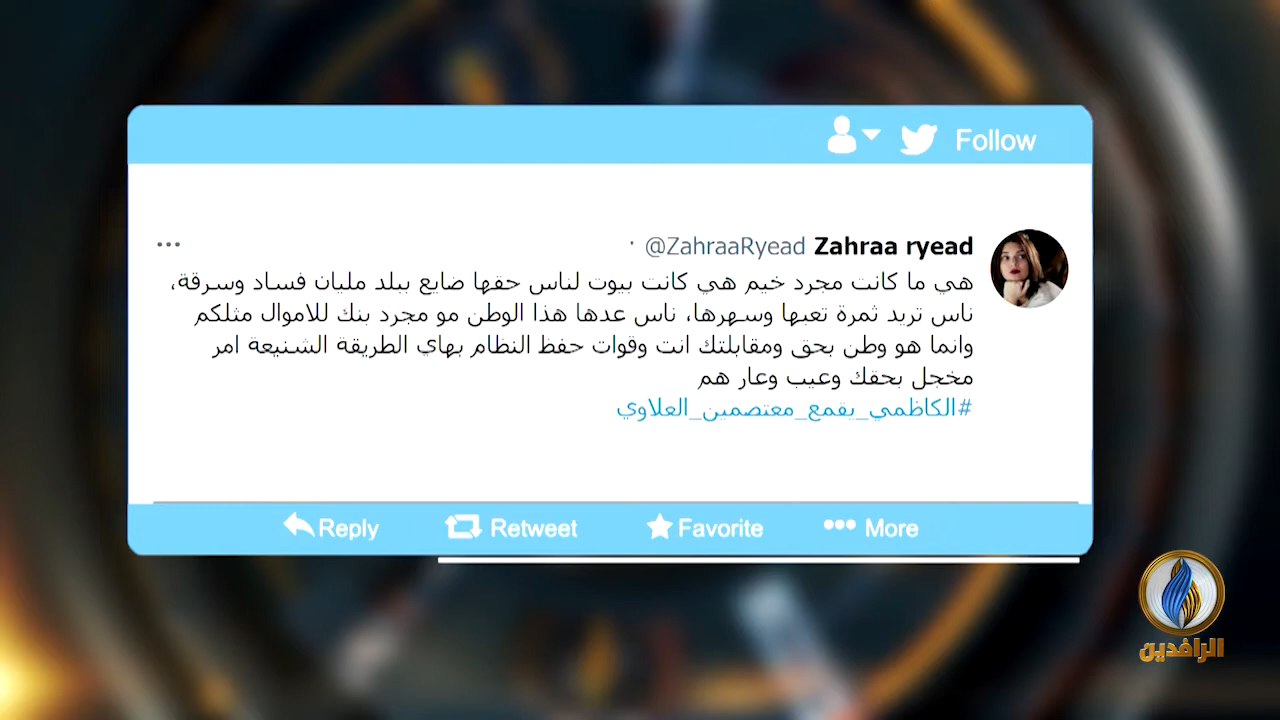 Follow
Zahraa ryead @ZahraaRyead ·
هي ما كانت مجرد خيم هي كانت بيوت لناس حقها ضايع ببلد مليان فساد وسرقة،
ناس تريد ثمرة تعبها وسهرها، ناس عدها هذا الوطن مو مجرد بنك للاموال مثلكم
وانما هو وطن بحق ومقابلتك انت وقوات حفظ النظام بهاي الطريقة الشنيعة امر
مخجل بحقك وعيب وعار هم
#الكاظمي_يقمع_معتصمين_العلاوي
Reply Retweet Favorite More
الرافدين